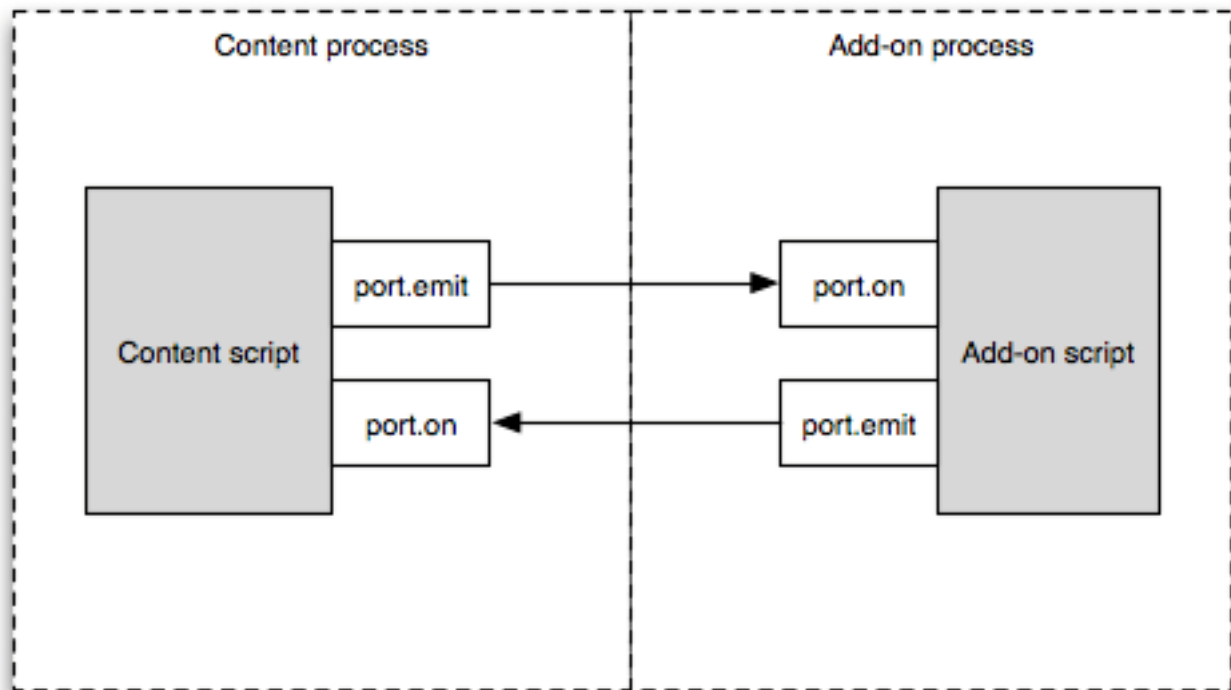 Content process
Add-on process
port.emit
port.on
Content script
Add-on script
port.on
port.emit